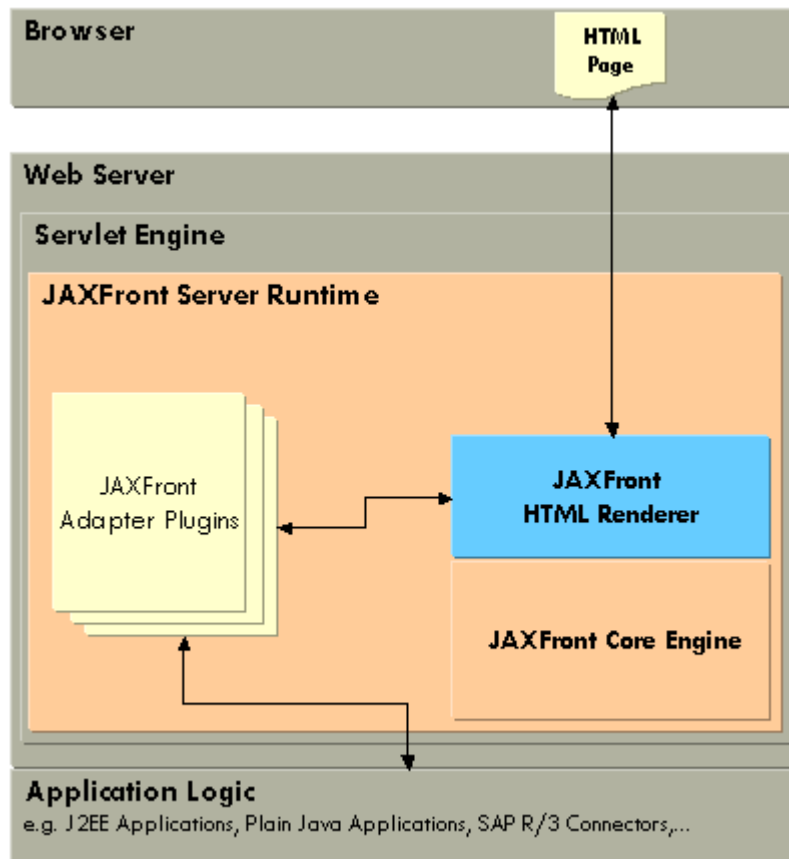 Browser
HTML
Page
Web Server
Servlet Engine
JAXFront Server Runtime
JAXFront
Adapter Plugins
JAXFront
HTML Renderer
JAXFront Core Engine
Application Logic
e.g. J2EE Applications, Plain Java Applications, SAP R/3 Connectors,...